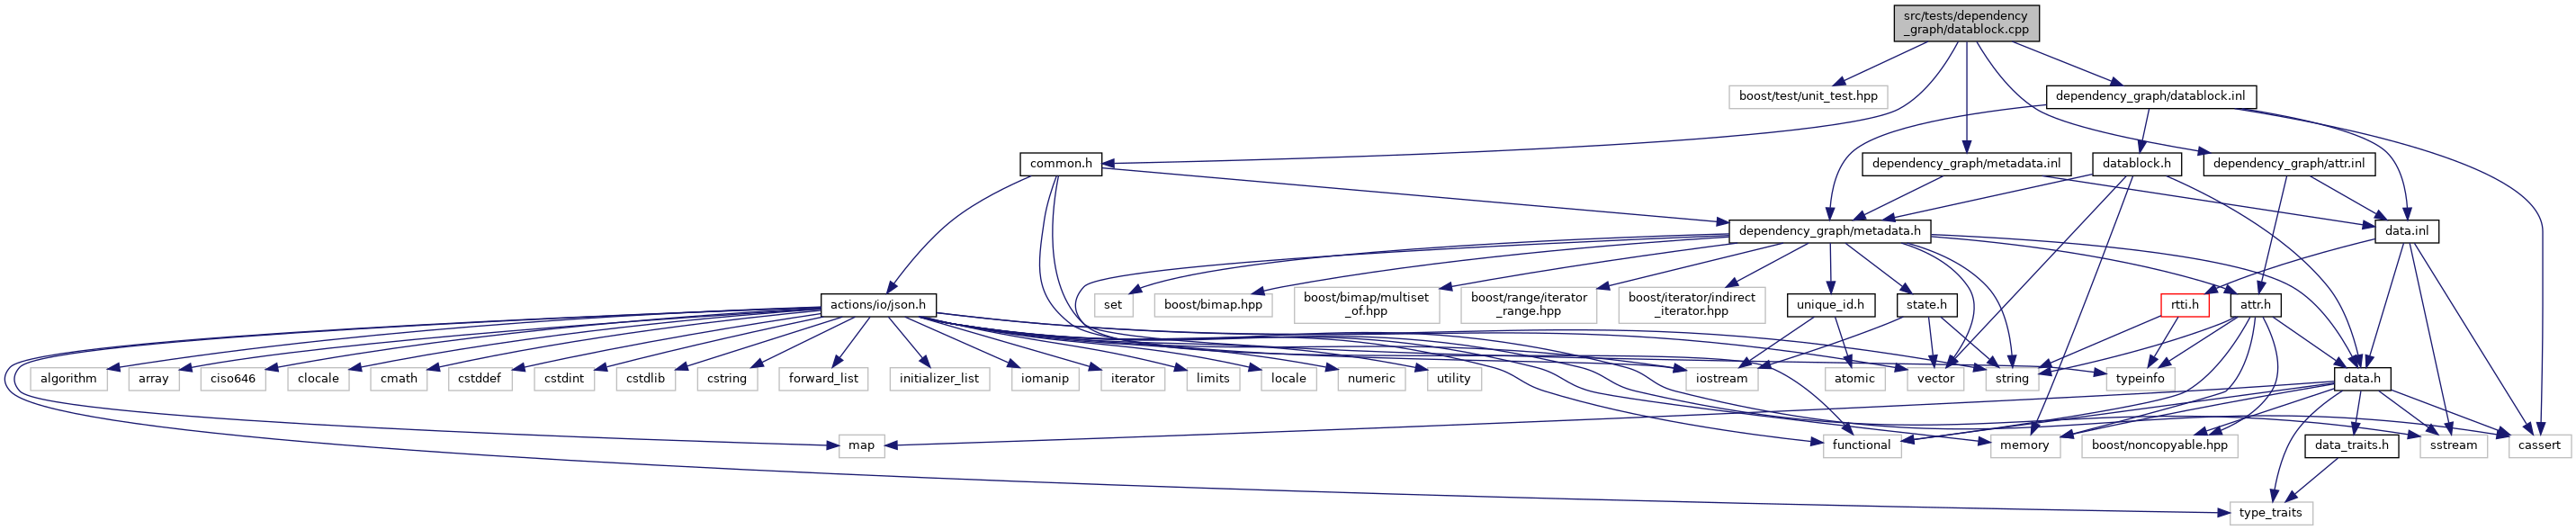 src/tests/dependency
_graph/datablock.cpp
boost/test/unit_test.hpp
dependency_graph/datablock.inl
common.h
dependency_graph/metadata.inl
datablock.h
dependency_graph/attr.inl
dependency_graph/metadata.h
data.inl
actions/io/json.h
set
boost/bimap.hpp
boost/bimap/multiset
_of.hpp
boost/range/iterator
_range.hpp
boost/iterator/indirect
_iterator.hpp
unique_id.h
state.h
rtti.h
attr.h
algorithm
array
ciso646
clocale
cmath
cstddef
cstdint
cstdlib
cstring
forward_list
initializer_list
iomanip
iterator
limits
locale
numeric
utility
iostream
atomic
vector
string
typeinfo
data.h
map
functional
memory
boost/noncopyable.hpp
data_traits.h
sstream
cassert
type_traits